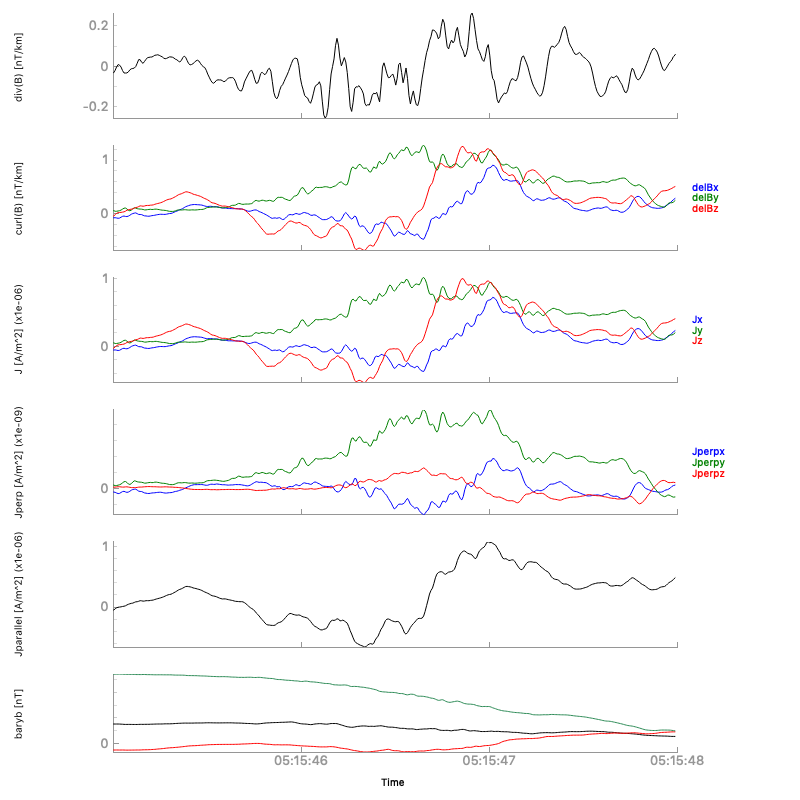 div(B) [nT/km]
0.2
0
-0.2
curl(B) [nT/km]
1
0
delBx
delBy
delBz
J [A/m^2] (x1e-06)
1
0
Jx
Jy
Jz
Jperp [A/m^2] (x1e-09)
0
Jperpx
Jperpy
Jperpz
Jparallel [A/m^2] (x1e-06)
1
0
baryb [nT]
0
05:15:46
05:15:47
05:15:48
Time